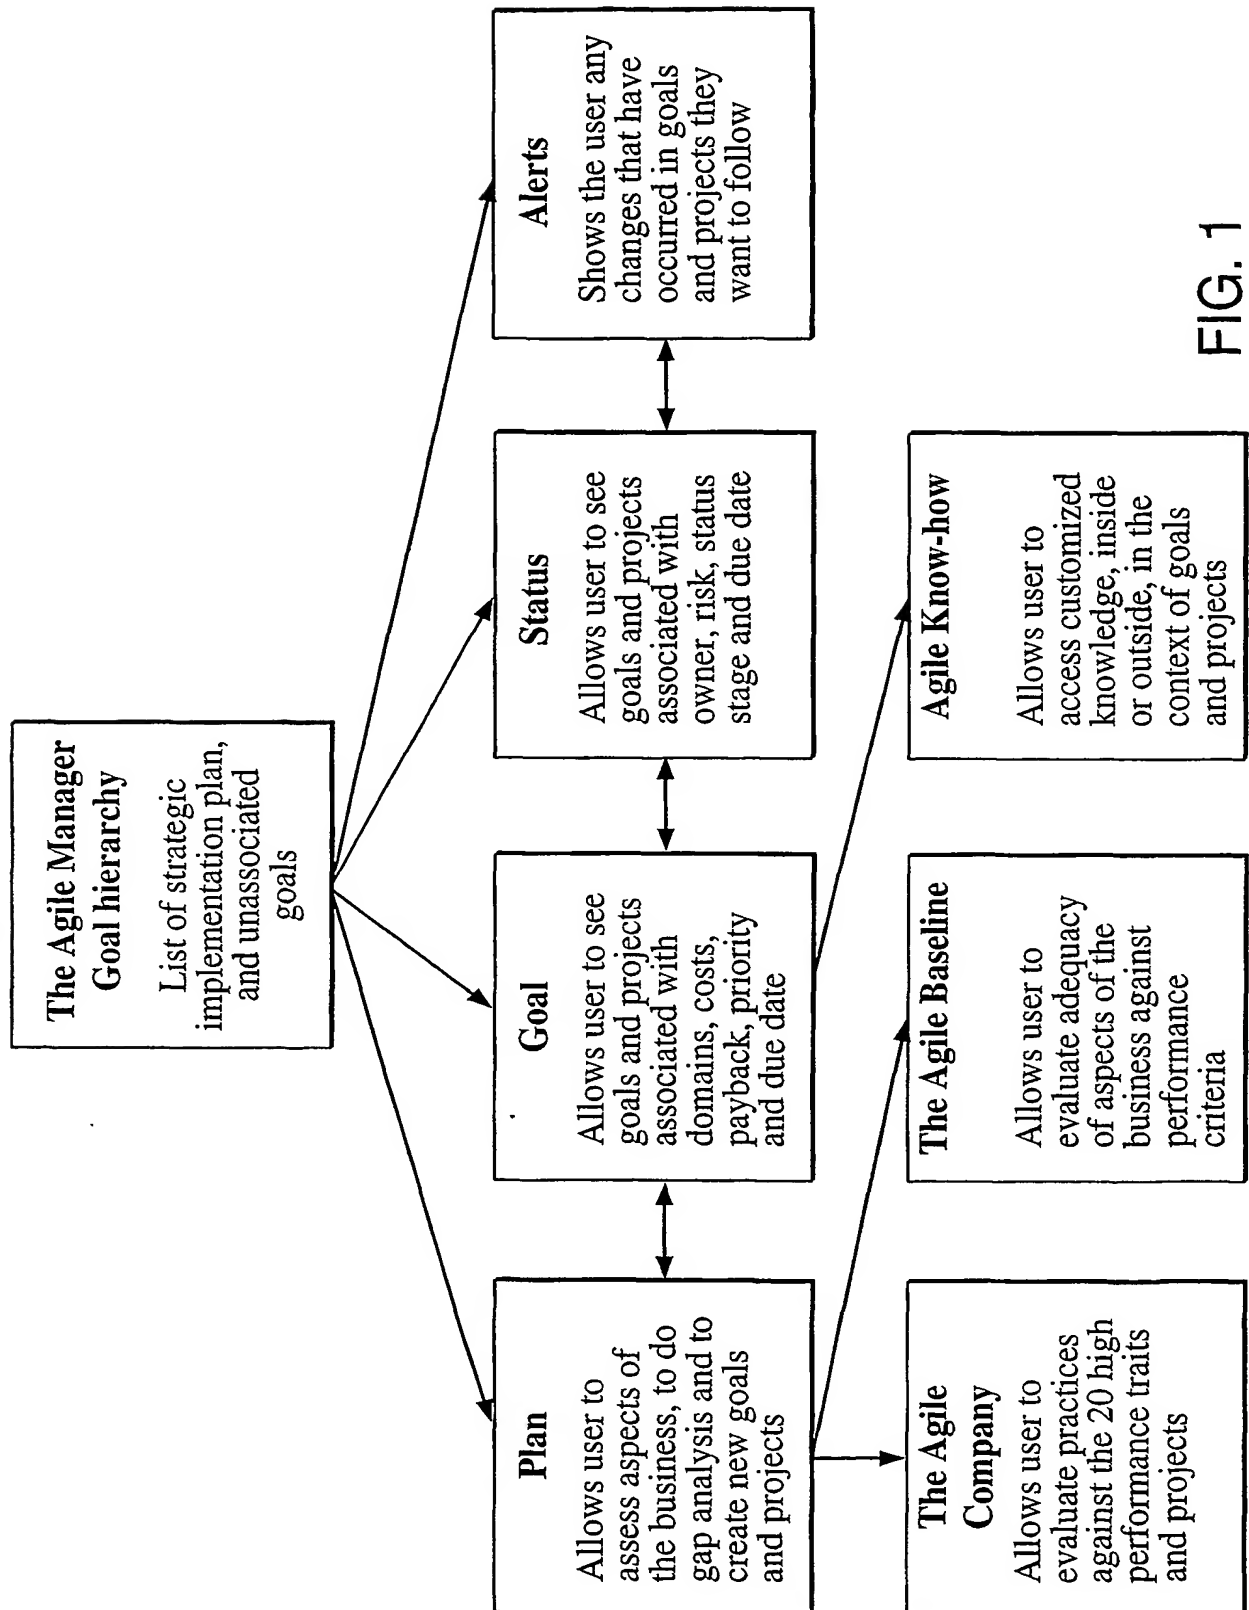 The Agile Manager
Goal hierarchy
List of strategic
implementation plan,
and unassociated
goals
Plan
Allows user to
assess aspects of
the business, to do
gap analysis and to
create new goals
and projects
Goal
Allows user to see
goals and projects
associated with
domains, costs,
payback, priority
and due date
Status
Allows user to see
goals and projects
associated with
owner, risk, status
stage and due date
Alerts
Shows the user any
changes that have
occurred in goals
and projects they
want to follow
The Agile
Company
Allows user to
evaluate practices
against the 20 high
performance traits
and projects
The Agile Baseline
Allows user to
evaluate adequacy
of aspects of the
business against
performance
criteria
Agile Know-how
Allows user to
access customized
knowledge, inside
or outside, in the
context of goals
and projects
FIG. 1